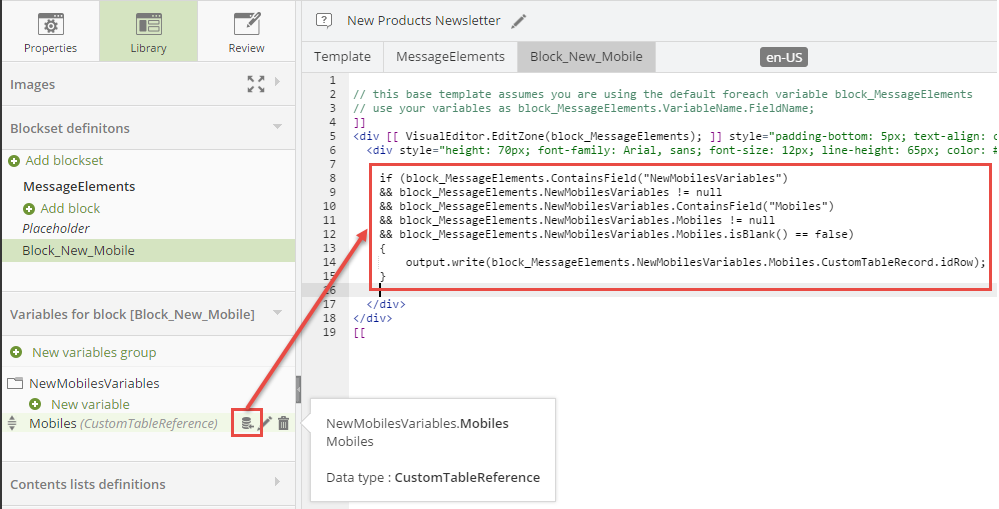 Properties
Library
Review
Images
Blockset definitons
Add blockset
MessageElements
Add block
Placeholder
Block_New_Mobile
Variables for block [Block_New_Mobile]
New variables group
NewMobilesVariables
New variable
Mobiles (CustomTableReference)
Contents lists definitions
? New Products Newsletter
Template MessageElements Block_New_Mobile en-US
1
2 // this base template assumes you are using the default foreach variable block_MessageElements
3 // use your variables as block_MessageElements.VariableName.FieldName;
4 ]]
5 <div [[ VisualEditor.EditZone(block_MessageElements); ]] style="padding-bottom: 5px; text-align: c
6 <div style="height: 70px; font-family: Arial, sans; font-size: 12px; line-height: 65px; color: #
7
8 if (block_MessageElements.ContainsField("NewMobilesVariables")
9 && block_MessageElements.NewMobilesVariables != null
10 && block_MessageElements.NewMobilesVariables.ContainsField("Mobiles")
11 && block_MessageElements.NewMobilesVariables.Mobiles != null
12 && block_MessageElements.NewMobilesVariables.Mobiles.isBlank() == false)
13 {
14 output.write(block_MessageElements.NewMobilesVariables.Mobiles.CustomTableRecord.idRow);
15 }
16
17 </div>
18 </div>
19 [[
NewMobilesVariables.Mobiles
Mobiles
Data type : CustomTableReference